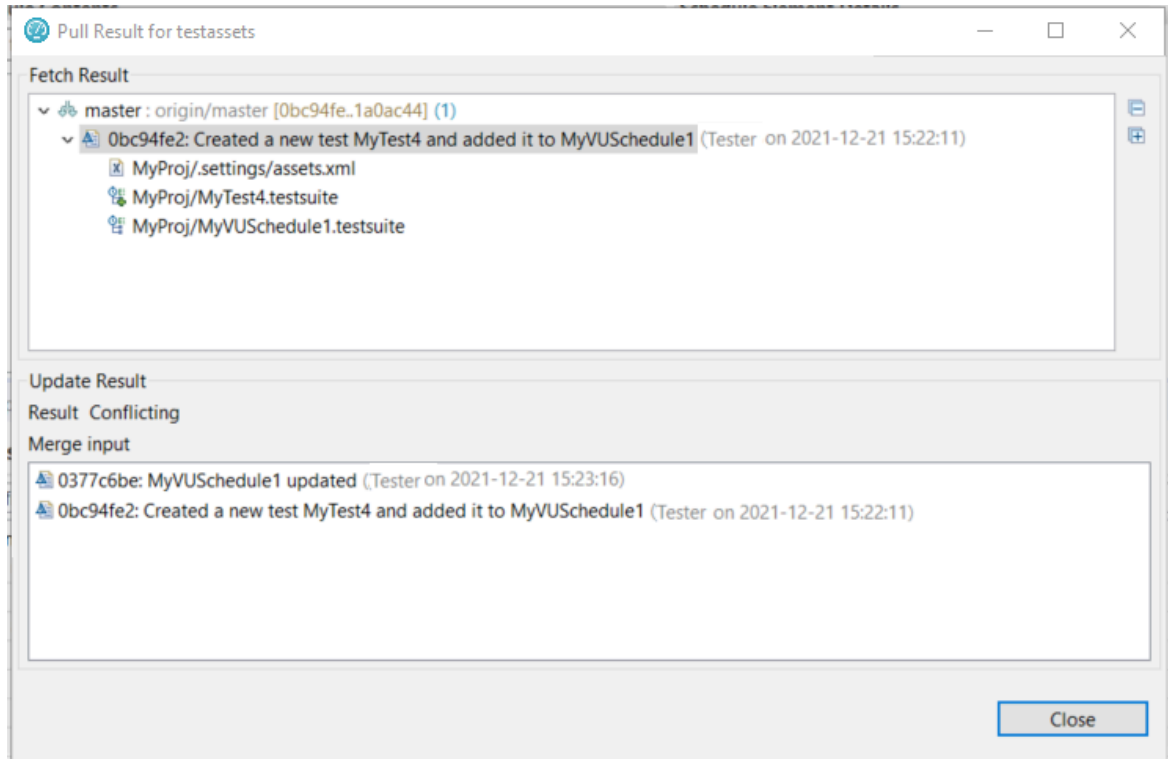 Pull Result for testassets
Fetch Result
master : origin/master [0bc94fe..1a0ac44] (1)
0bc94fe2: Created a new test MyTest4 and added it to MyVUSchedule1 (Tester on 2021-12-21 15:22:11)
MyProj/.settings/assets.xml
MyProj/MyTest4.testsuite
MyProj/MyVUSchedule1.testsuite
Update Result
Result Conflicting
Merge input
0377c6be: MyVUSchedule1 updated (Tester on 2021-12-21 15:23:16)
0bc94fe2: Created a new test MyTest4 and added it to MyVUSchedule1 (Tester on 2021-12-21 15:22:11)
Close